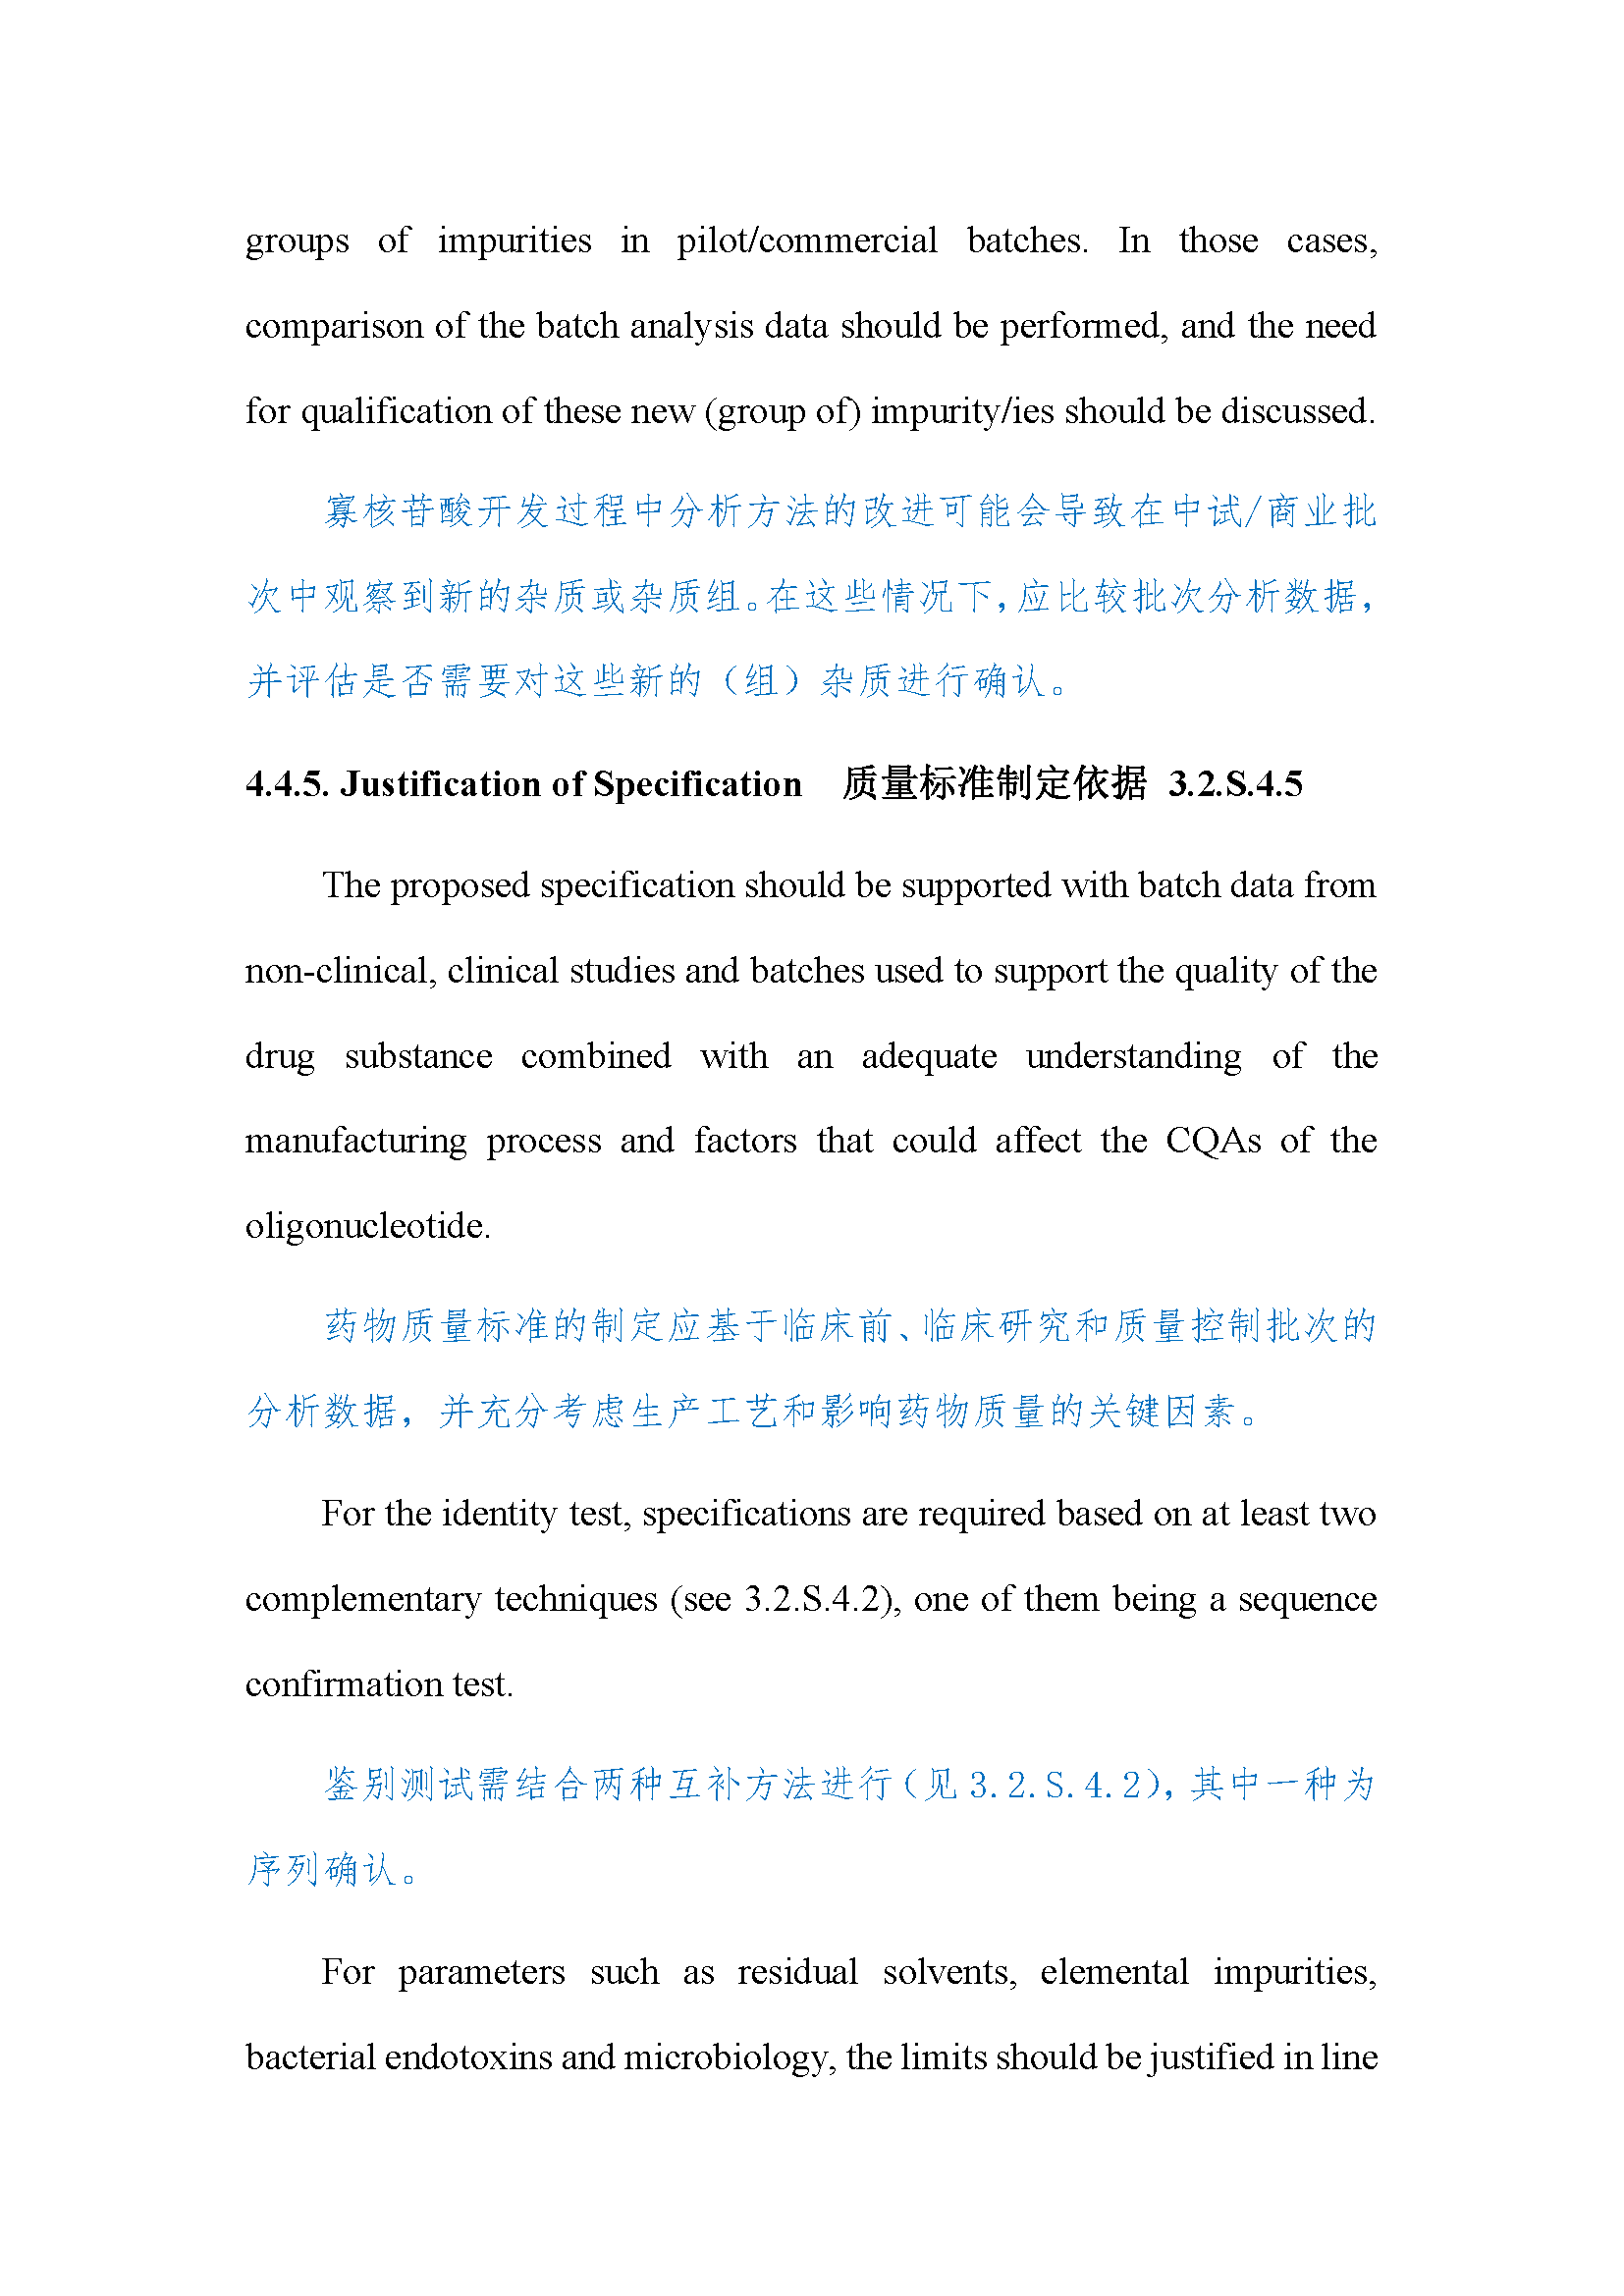 groups of impurities in pilot/commercial batches. In those cases,
comparison of the batch analysis data should be performed, and the need
for qualification of these new (group of) impurity/ies should be discussed.
寡核苷酸开发过程中分析方法的改进可能会导致在中试/商业批
次中观察到新的杂质或杂质组。在这些情况下，应比较批次分析数据，
并评估是否需要对这些新的（组）杂质进行确认。
4.4.5. Justification of Specification 质量标准制定依据 3.2.S.4.5
The proposed specification should be supported with batch data from
non-clinical, clinical studies and batches used to support the quality of the
drug substance combined with an adequate understanding of the
manufacturing process and factors that could affect the CQAs of the
oligonucleotide.
药物质量标准的制定应基于临床前、临床研究和质量控制批次的
分析数据，并充分考虑生产工艺和影响药物质量的关键因素。
For the identity test, specifications are required based on at least two
complementary techniques (see 3.2.S.4.2), one of them being a sequence
confirmation test.
鉴别测试需结合两种互补方法进行（见 3.2.S.4.2），其中一种为
序列确认。
For parameters such as residual solvents, elemental impurities,
bacterial endotoxins and microbiology, the limits should be justified in line